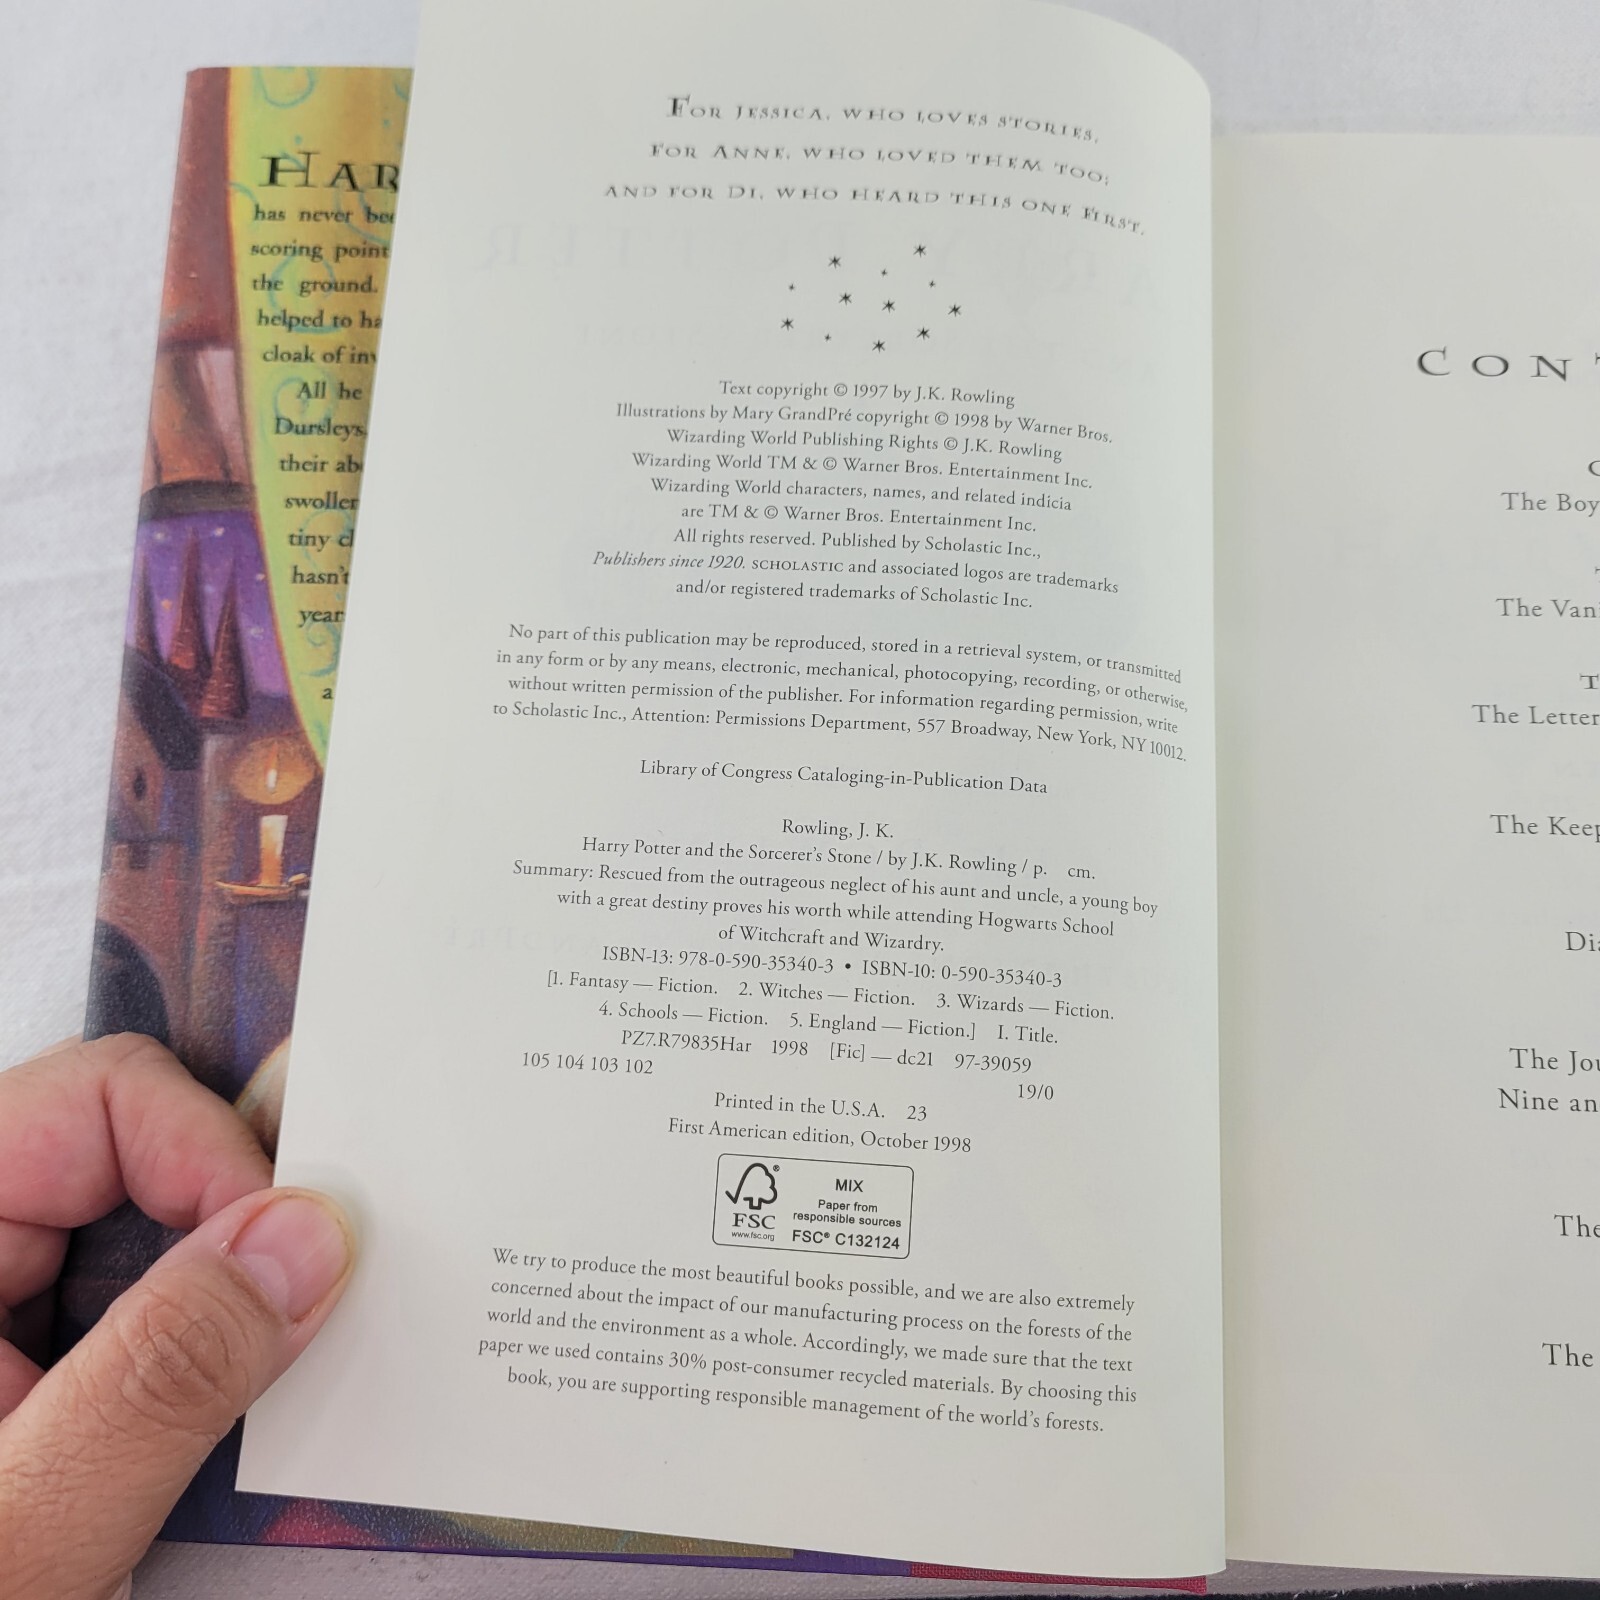 HAR
has never
scoring point
the ground.
helped to
cloak of
All he
Dursleys,
their
swollen
tiny
hasn't
year
a
FOR JESSICA, WHO LOVES STORIES,
FOR ANNE, WHO LOVED THEM TOO;
AND FOR DI, WHO HEARD THIS ONE FIRST.
Text copyright © 1997 by J.K. Rowling
Illustrations by Mary GrandPré copyright © 1998 by Warner Bros.
Wizarding World Publishing Rights © J.K. Rowling
Wizarding World TM & © Warner Bros. Entertainment Inc.
Wizarding World characters, names, and related indicia
are TM & © Warner Bros. Entertainment Inc.
All rights reserved. Published by Scholastic Inc.,
Publishers since 1920. SCHOLASTIC and associated logos are trademarks
and/or registered trademarks of Scholastic Inc.
No part of this publication may be reproduced, stored in a retrieval system, or transmitted
in any form or by any means, electronic, mechanical, photocopying, recording, or otherwise,
without written permission of the publisher. For information regarding permission, write
to Scholastic Inc., Attention: Permissions Department, 557 Broadway, New York, NY 10012.
Library of Congress Cataloging-in-Publication Data
Rowling, J. K.
Harry Potter and the Sorcerer's Stone / by J.K. Rowling / p. cm.
Summary: Rescued from the outrageous neglect of his aunt and uncle, a young boy
with a great destiny proves his worth while attending Hogwarts School
of Witchcraft and Wizardry.
ISBN-13: 978-0-590-35340-3 • ISBN-10: 0-590-35340-3
[1. Fantasy — Fiction. 2. Witches — Fiction. 3. Wizards — Fiction.
4. Schools — Fiction. 5. England — Fiction.] I. Title.
PZ7.R79835Har 1998 [Fic] — dc21 97-39059
105 104 103 102 19/0
Printed in the U.S.A. 23
First American edition, October 1998
FSC
www.fsc.org
MIX
Paper from
responsible sources
FSC® C132124
We try to produce the most beautiful books possible, and we are also extremely
concerned about the impact of our manufacturing process on the forests of the
world and the environment as a whole. Accordingly, we made sure that the text
paper we used contains 30% post-consumer recycled materials. By choosing this
book, you are supporting responsible management of the world's forests.
CON
The Boy
The Van
The Letter
The Keep
Dia
The Jou
Nine an
The
The